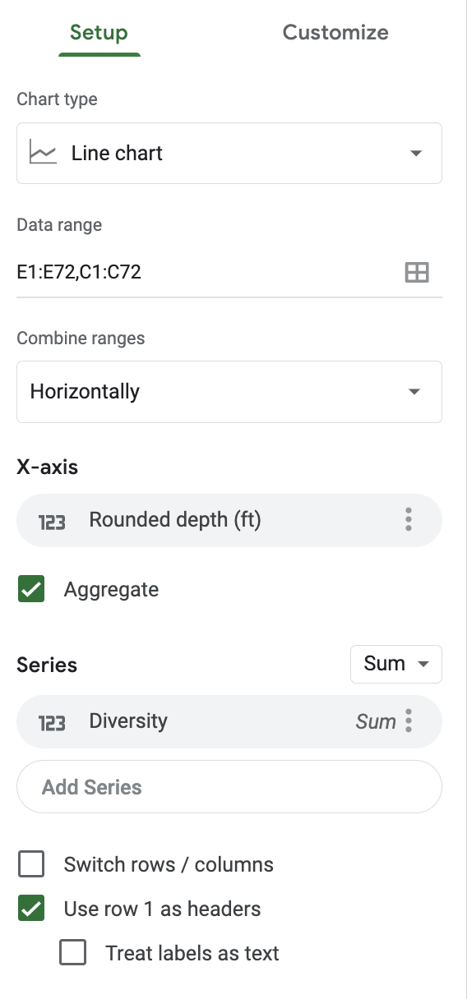 Setup Customize
Chart type
Line chart
Data range
E1:E72,C1:C72
Combine ranges
Horizontally
X-axis
123 Rounded depth (ft)
Aggregate
Series Sum
123 Diversity Sum
Add Series
Switch rows / columns
Use row 1 as headers
Treat labels as text